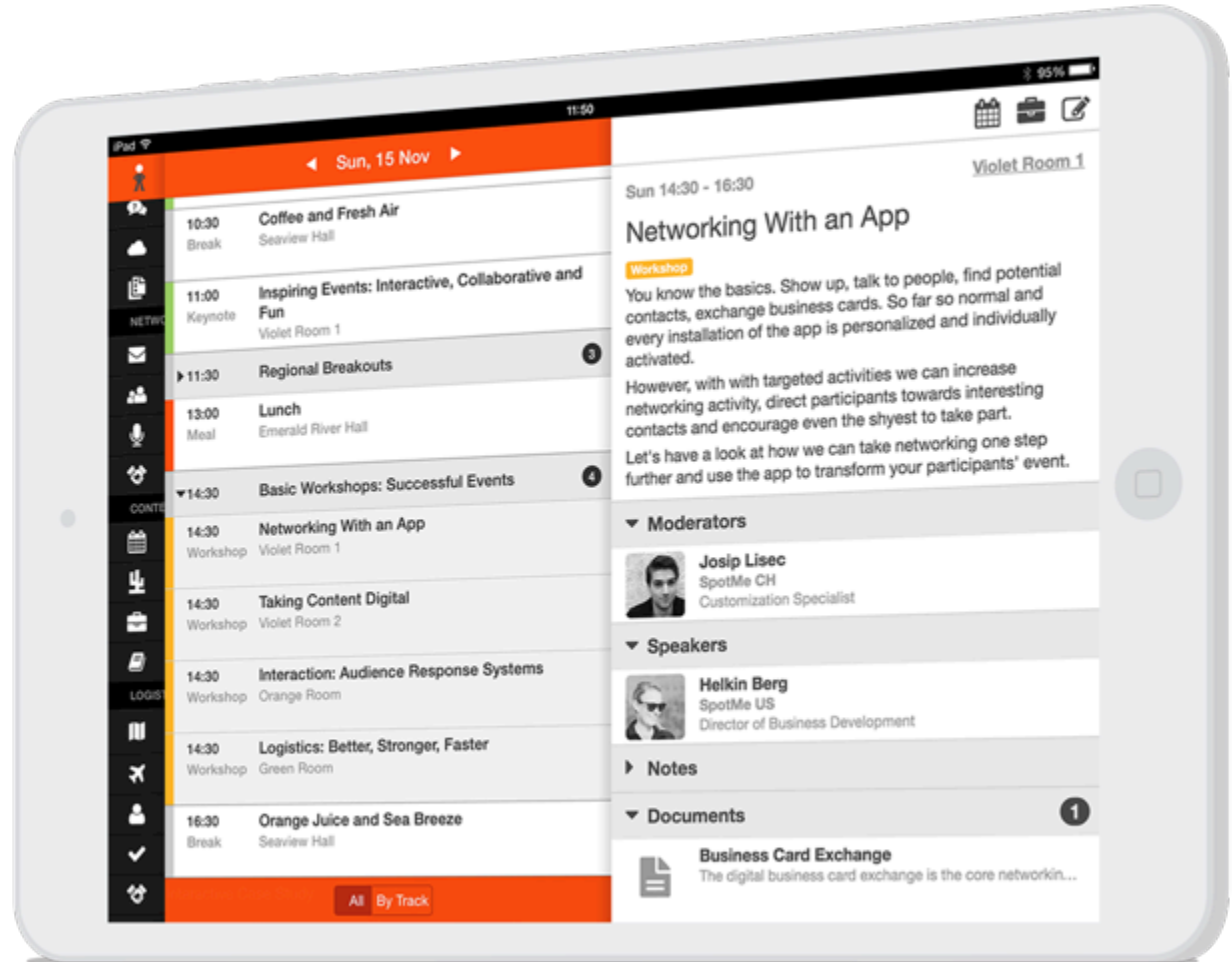 iPad
11:50
95%
Sun, 15 Nov
10:30
Coffee and Fresh Air
Break
Seaview Hall
11:00
Inspiring Events: Interactive, Collaborative and
Keynote
Fun
Violet Room 1
11:30
Regional Breakouts
3
13:00
Lunch
Meal
Emerald River Hall
14:30
Basic Workshops: Successful Events
4
14:30
Networking With an App
Workshop
Violet Room 1
14:30
Taking Content Digital
Workshop
Violet Room 2
14:30
Interaction: Audience Response Systems
Workshop
Orange Room
14:30
Logistics: Better, Stronger, Faster
Workshop
Green Room
16:30
Orange Juice and Sea Breeze
Break
Seaview Hall
All
By Track
NETWO
CONTE
LOGIST
Sun 14:30 - 16:30
Violet Room 1
Networking With an App
Workshop
You know the basics. Show up, talk to people, find potential
contacts, exchange business cards. So far so normal and
every installation of the app is personalized and individually
activated.
However, with with targeted activities we can increase
networking activity, direct participants towards interesting
contacts and encourage even the shyest to take part.
Let's have a look at how we can take networking one step
further and use the app to transform your participants' event.
Moderators
Josip Lisec
SpotMe CH
Customization Specialist
Speakers
Helkin Berg
SpotMe US
Director of Business Development
Notes
Documents
1
Business Card Exchange
The digital business card exchange is the core networkin...